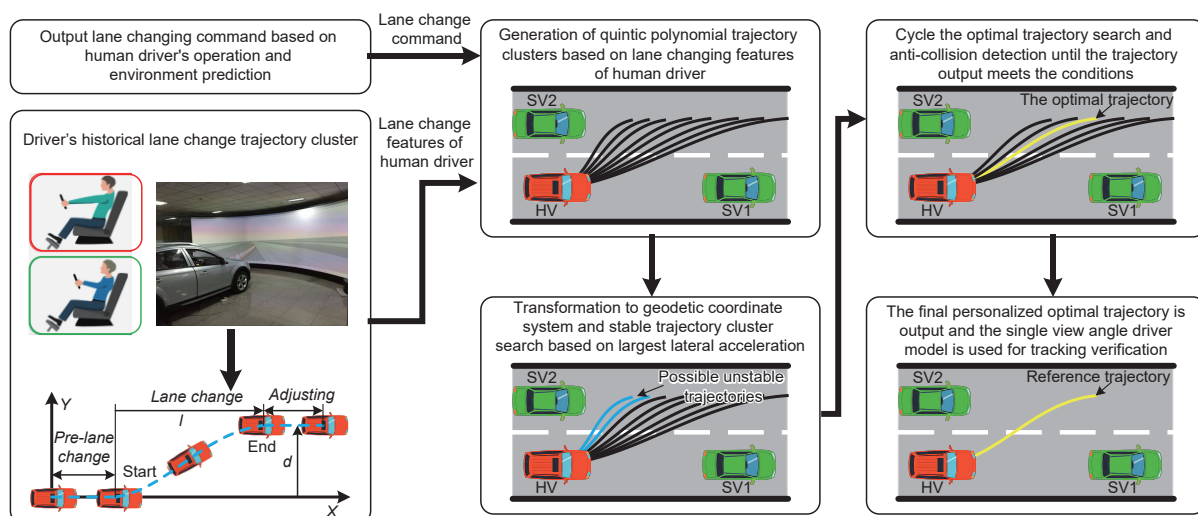 Output lane changing command based on
human driver's operation and
environment prediction
Lane change
command
Driver's historical lane change trajectory cluster
Lane change
features of
human driver
Y
Lane change
Adjusting
l
Pre-lane
change
Start
End
d
X
Generation of quintic polynomial trajectory
clusters based on lane changing features
of human driver
SV2
HV
SV1
Transformation to geodetic coordinate
system and stable trajectory cluster
search based on largest lateral acceleration
SV2
Possible unstable
trajectories
HV
SV1
Cycle the optimal trajectory search and
anti-collision detection until the trajectory
output meets the conditions
SV2
The optimal trajectory
HV
SV1
The final personalized optimal trajectory is
output and the single view angle driver
model is used for tracking verification
SV2
Reference trajectory
HV
SV1